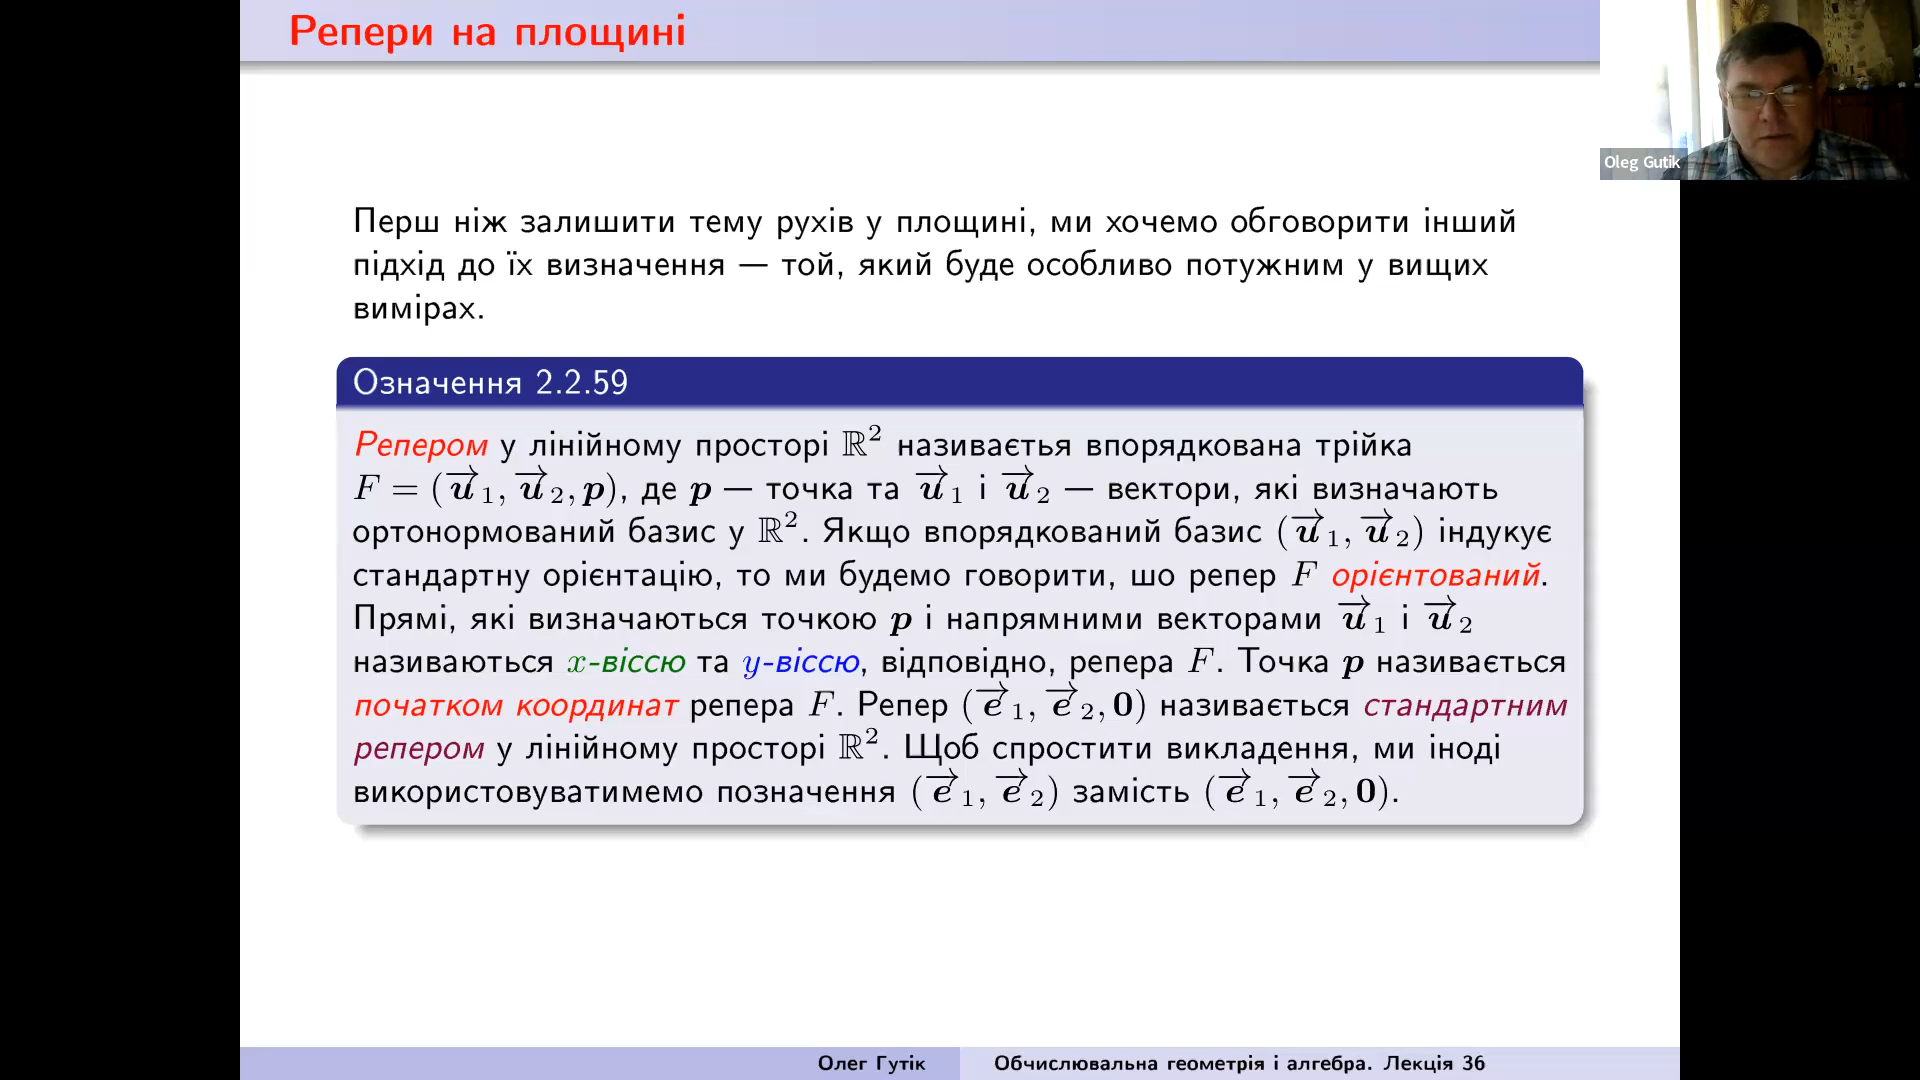 Репери на площині
Oleg Gutik
Перш ніж залишити тему рухів у площині, ми хочемо обговорити інший
підхід до їх визначення — той, який буде особливо потужним у вищих
вимірах.
Означення 2.2.59
Репером у лінійному просторі ℝ² називаєтья впорядкована трійка
F = (u⃗₁, u⃗₂, p), де p — точка та u⃗₁ і u⃗₂ — вектори, які визначають
ортонормований базис у ℝ². Якщо впорядкований базис (u⃗₁, u⃗₂) індукує
стандартну орієнтацію, то ми будемо говорити, шо репер F орієнтований.
Прямі, які визначаються точкою p і напрямними векторами u⃗₁ і u⃗₂
називаються x-віссю та y-віссю, відповідно, репера F. Точка p називається
початком координат репера F. Репер (e⃗₁, e⃗₂, 0) називається стандартним
репером у лінійному просторі ℝ². Щоб спростити викладення, ми іноді
використовуватимемо позначення (e⃗₁, e⃗₂) замість (e⃗₁, e⃗₂, 0).
Олег Гутік
Обчислювальна геометрія і алгебра. Лекція 36